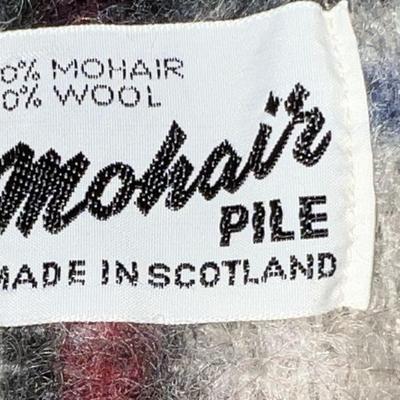 0% MOHAIR
0% WOOL
mohair
PILE
MADE IN SCOTLAND